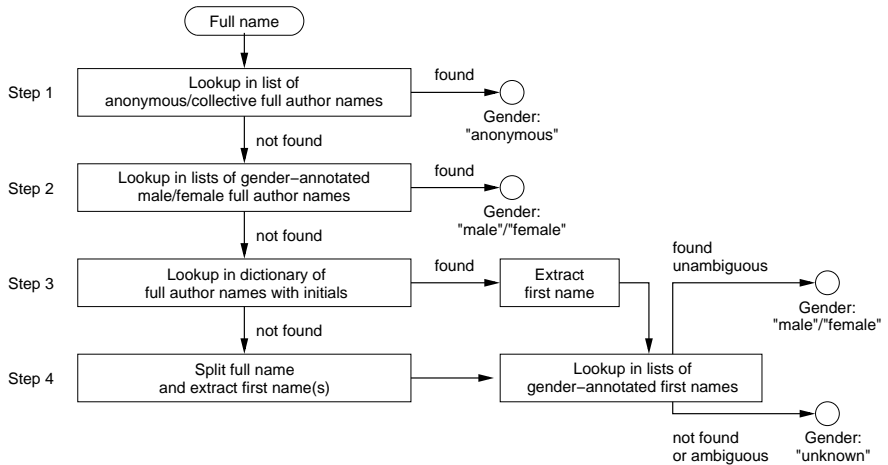 Full name
Step 1
Lookup in list of
anonymous/collective full author names
found
Gender:
"anonymous"
not found
Step 2
Lookup in lists of gender−annotated
male/female full author names
found
Gender:
"male"/"female"
not found
Step 3
Lookup in dictionary of
full author names with initials
found
Extract
first name
found
unambiguous
Gender:
"male"/"female"
not found
Step 4
Split full name
and extract first name(s)
Lookup in lists of
gender−annotated first names
not found
or ambiguous
Gender:
"unknown"